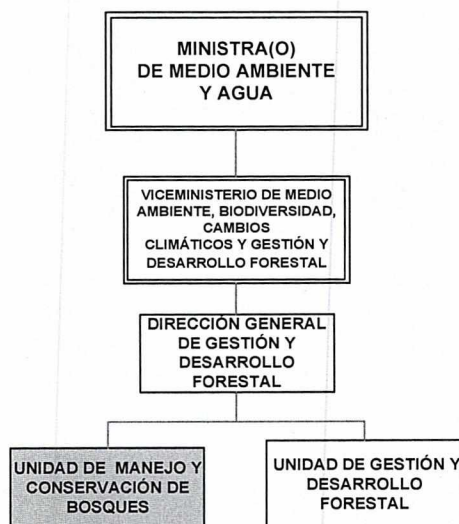 MINISTRA(O)
DE MEDIO AMBIENTE
Y AGUA
VICEMINISTERIO DE MEDIO
AMBIENTE, BIODIVERSIDAD,
CAMBIOS
CLIMÁTICOS Y GESTIÓN Y
DESARROLLO FORESTAL
DIRECCIÓN GENERAL
DE GESTIÓN Y
DESARROLLO
FORESTAL
UNIDAD DE MANEJO Y
CONSERVACIÓN DE
BOSQUES
UNIDAD DE GESTIÓN Y
DESARROLLO
FORESTAL